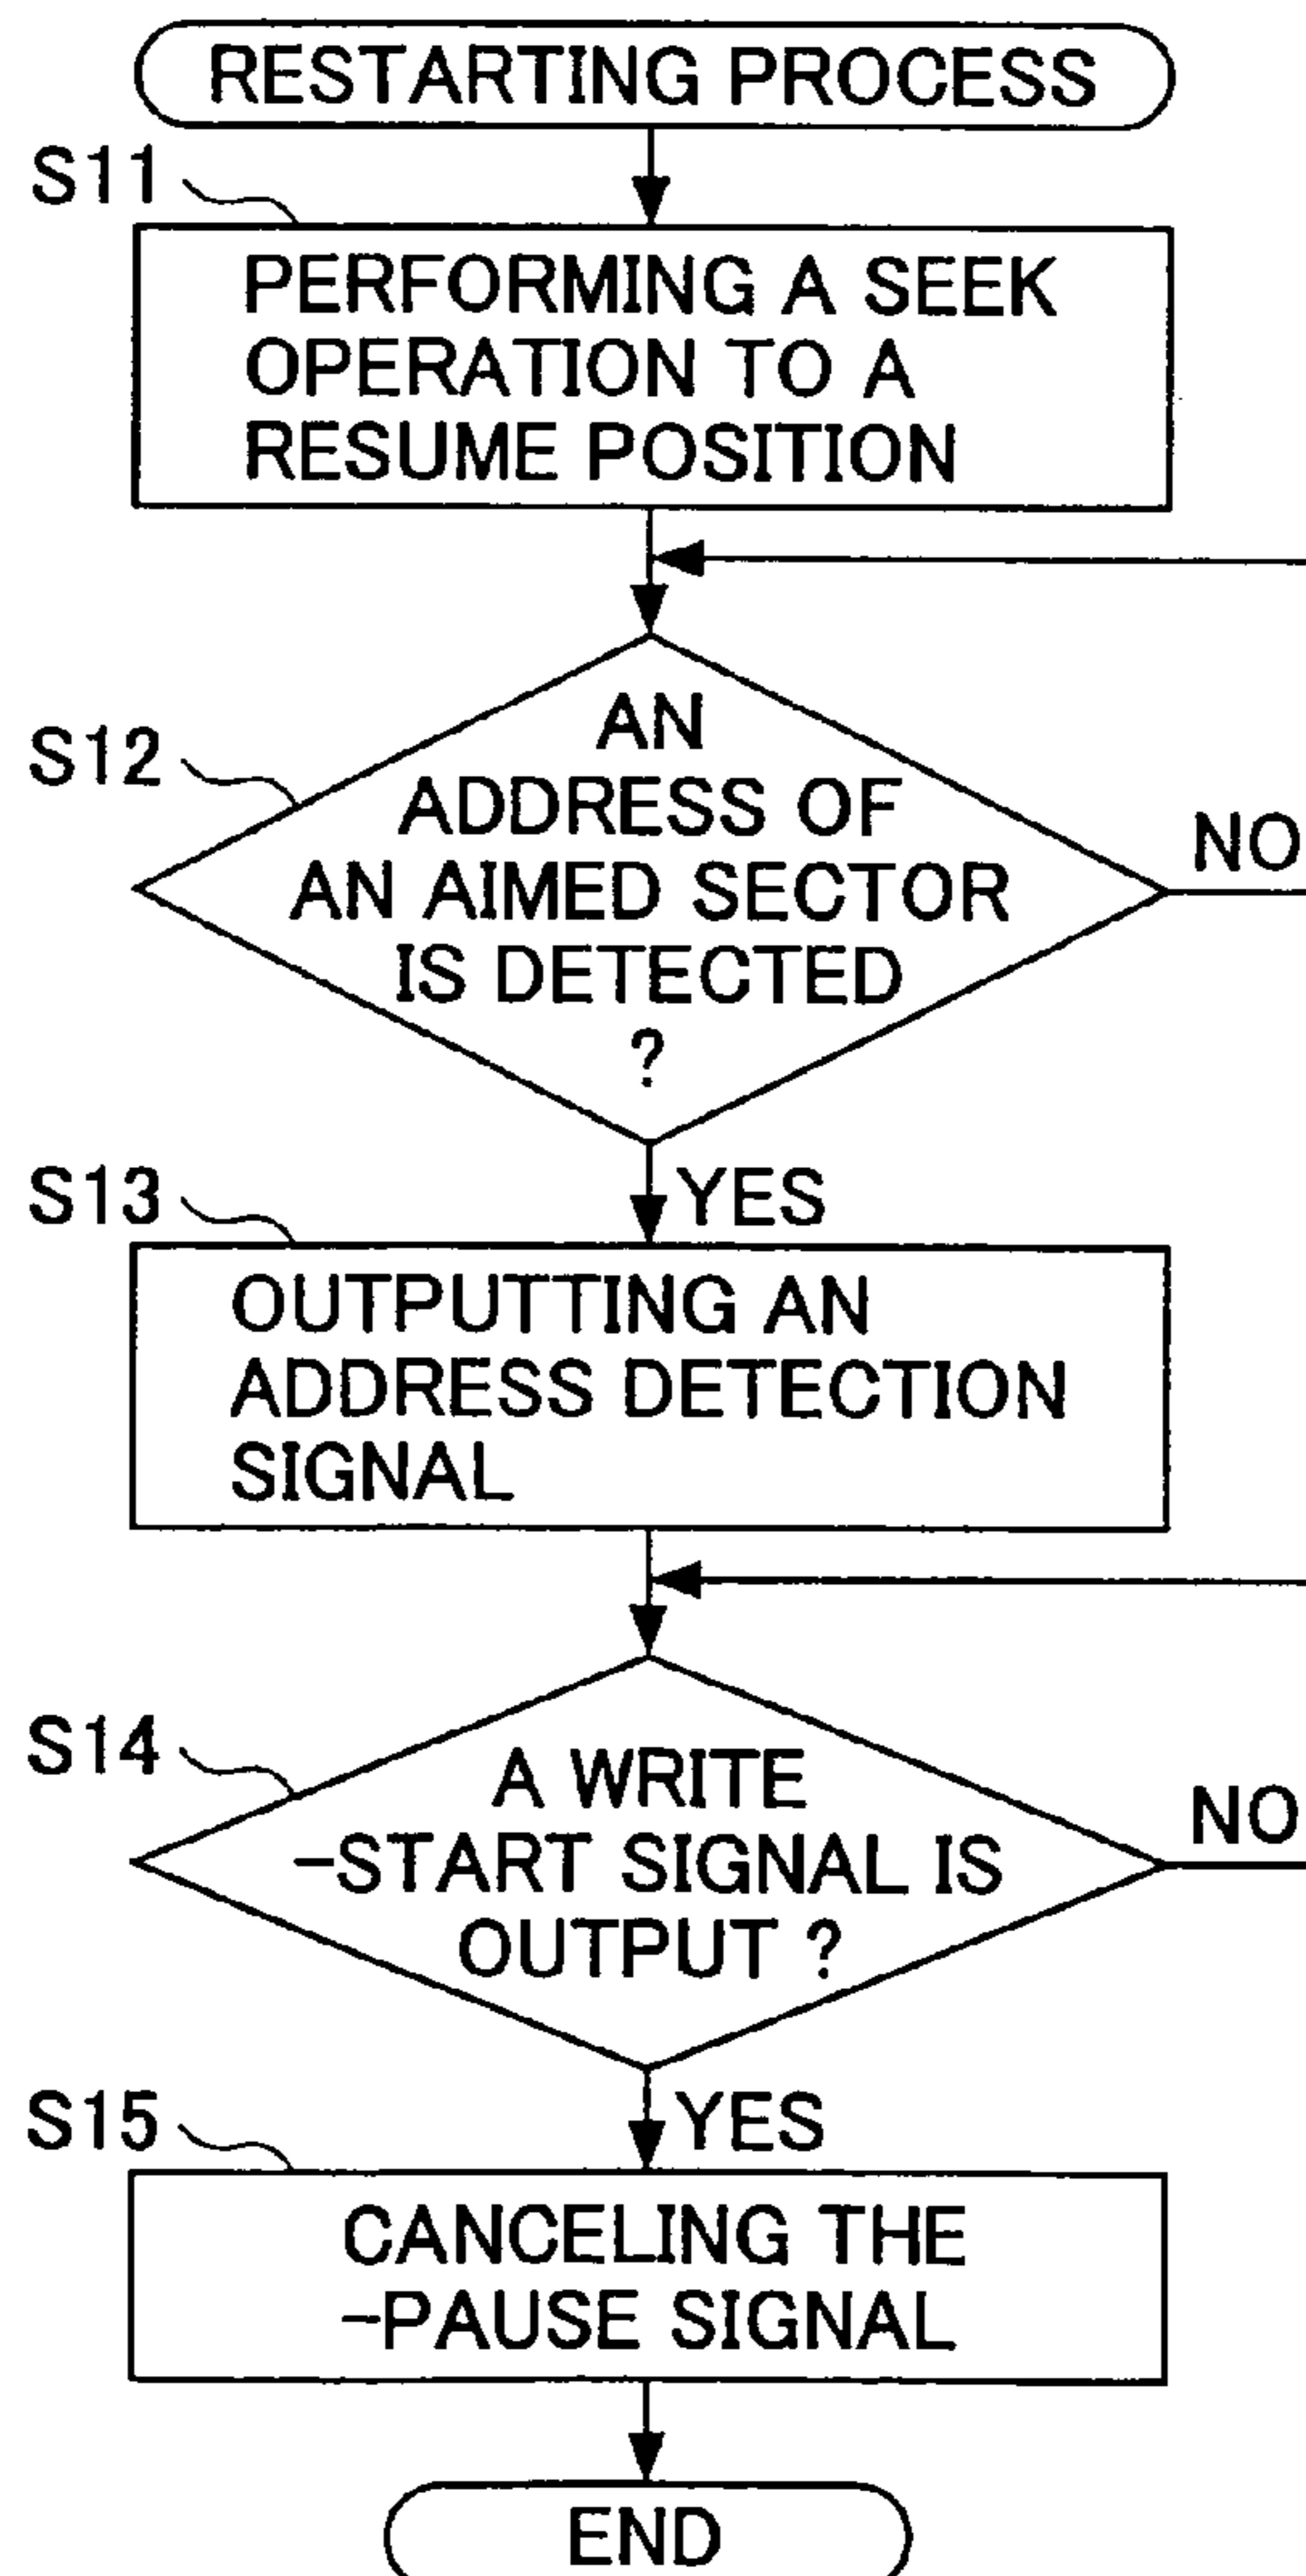 RESTARTING PROCESS
S11
PERFORMING A SEEK
OPERATION TO A
RESUME POSITION
S12
AN
ADDRESS OF
AN AIMED SECTOR
IS DETECTED
?
NO
YES
S13
OUTPUTTING AN
ADDRESS DETECTION
SIGNAL
S14
A WRITE
-START SIGNAL IS
OUTPUT ?
NO
YES
S15
CANCELING THE
-PAUSE SIGNAL
END